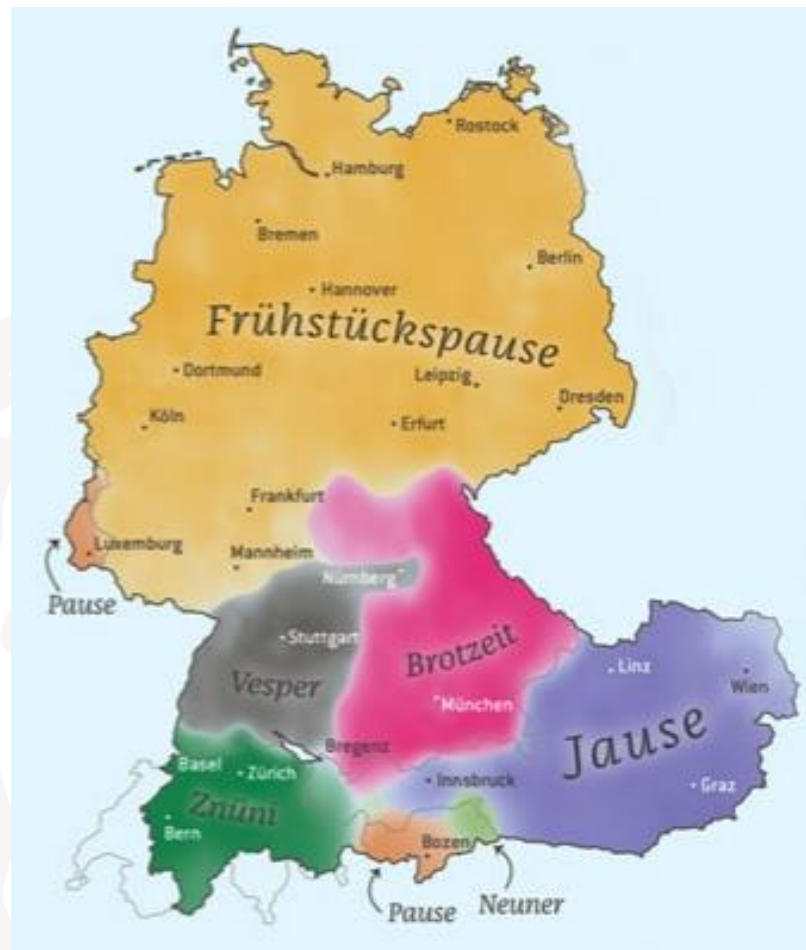 Rostock
Hamburg
Bremen
Berlin
Hannover
Frühstückspause
Dortmund
Leipzig
Dresden
Köln
Erfurt
Frankfurt
Luxemburg
Mannheim
Nürnberg
Pause
Stuttgart
Brotzeit
Linz
Vesper
Wien
München
Jause
Bregenz
Basel
Zürich
Innsbruck
Graz
Znüni
Bern
Bozen
Pause
Neuner